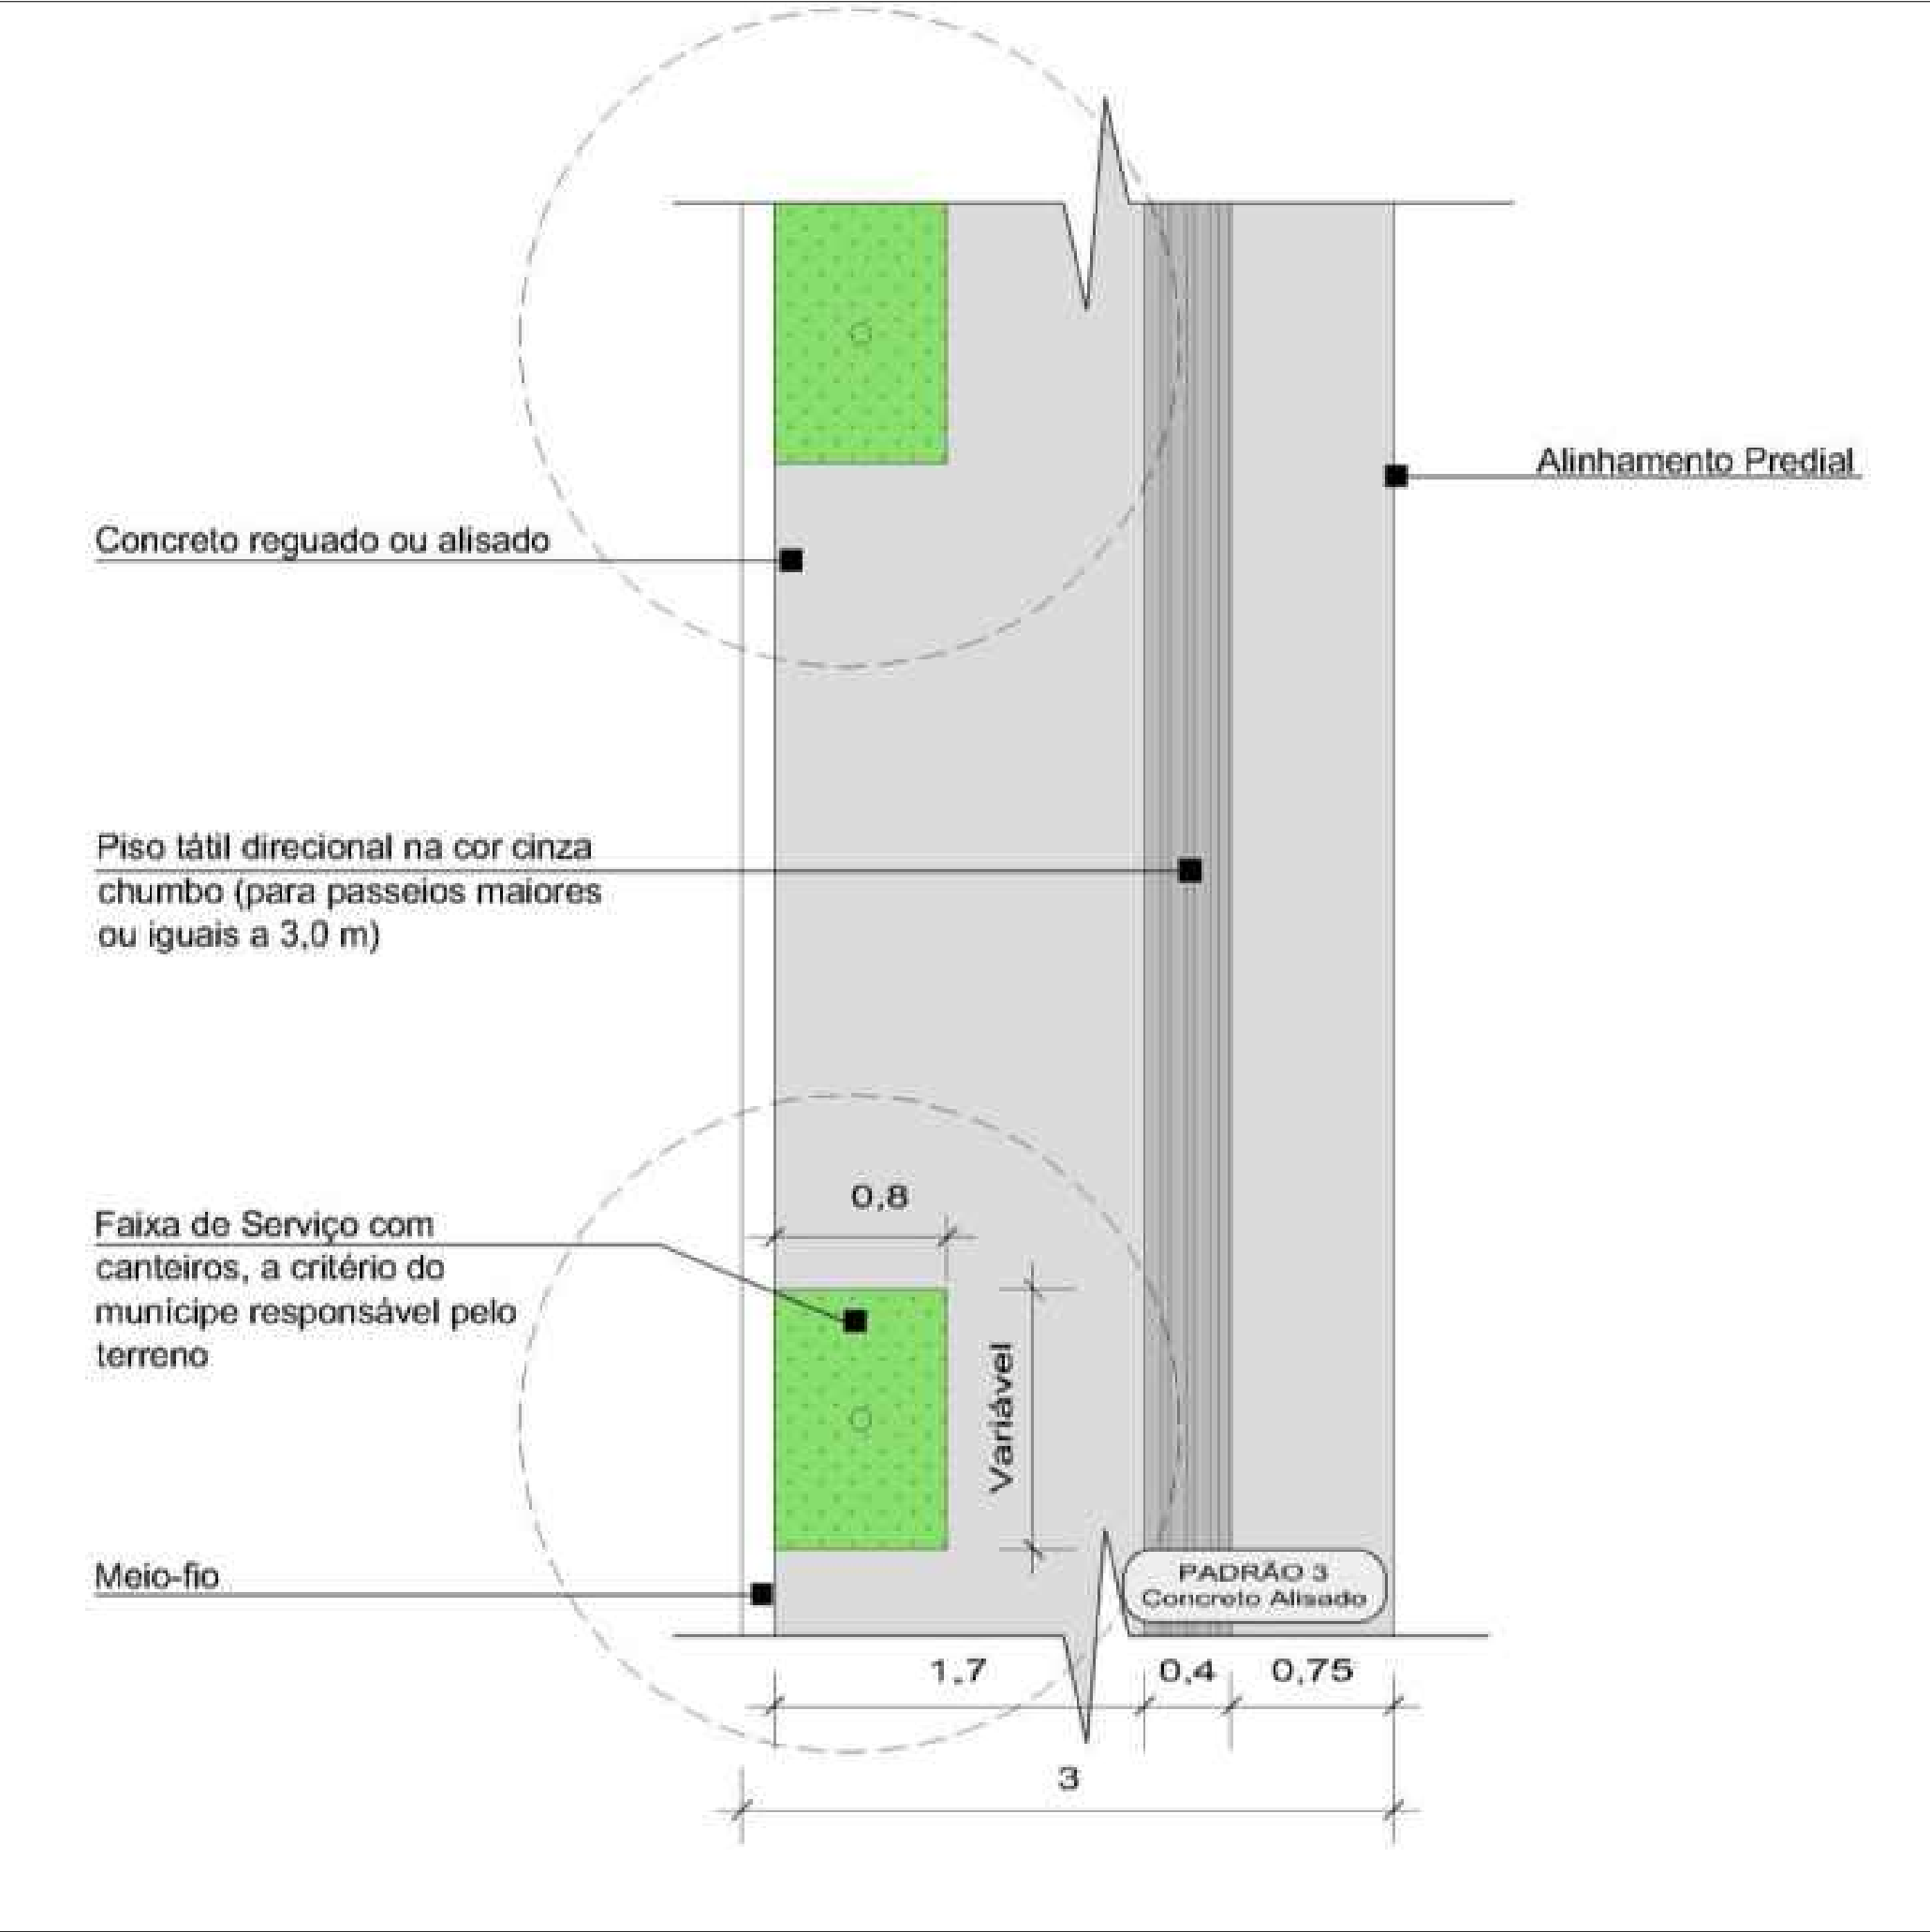 Alinhamento Predial
Concreto reguado ou alisado
Piso tátil direcional na cor cinza
chumbo (para passeios maiores
ou iguais a 3,0 m)
0,8
Faixa de Serviço com
canteiros, a critério do
munícipe responsável pelo
terreno
Variável
Meio-fio
PADRÃO 3
Concreto Alisado
1,7
0,4
0,75
3